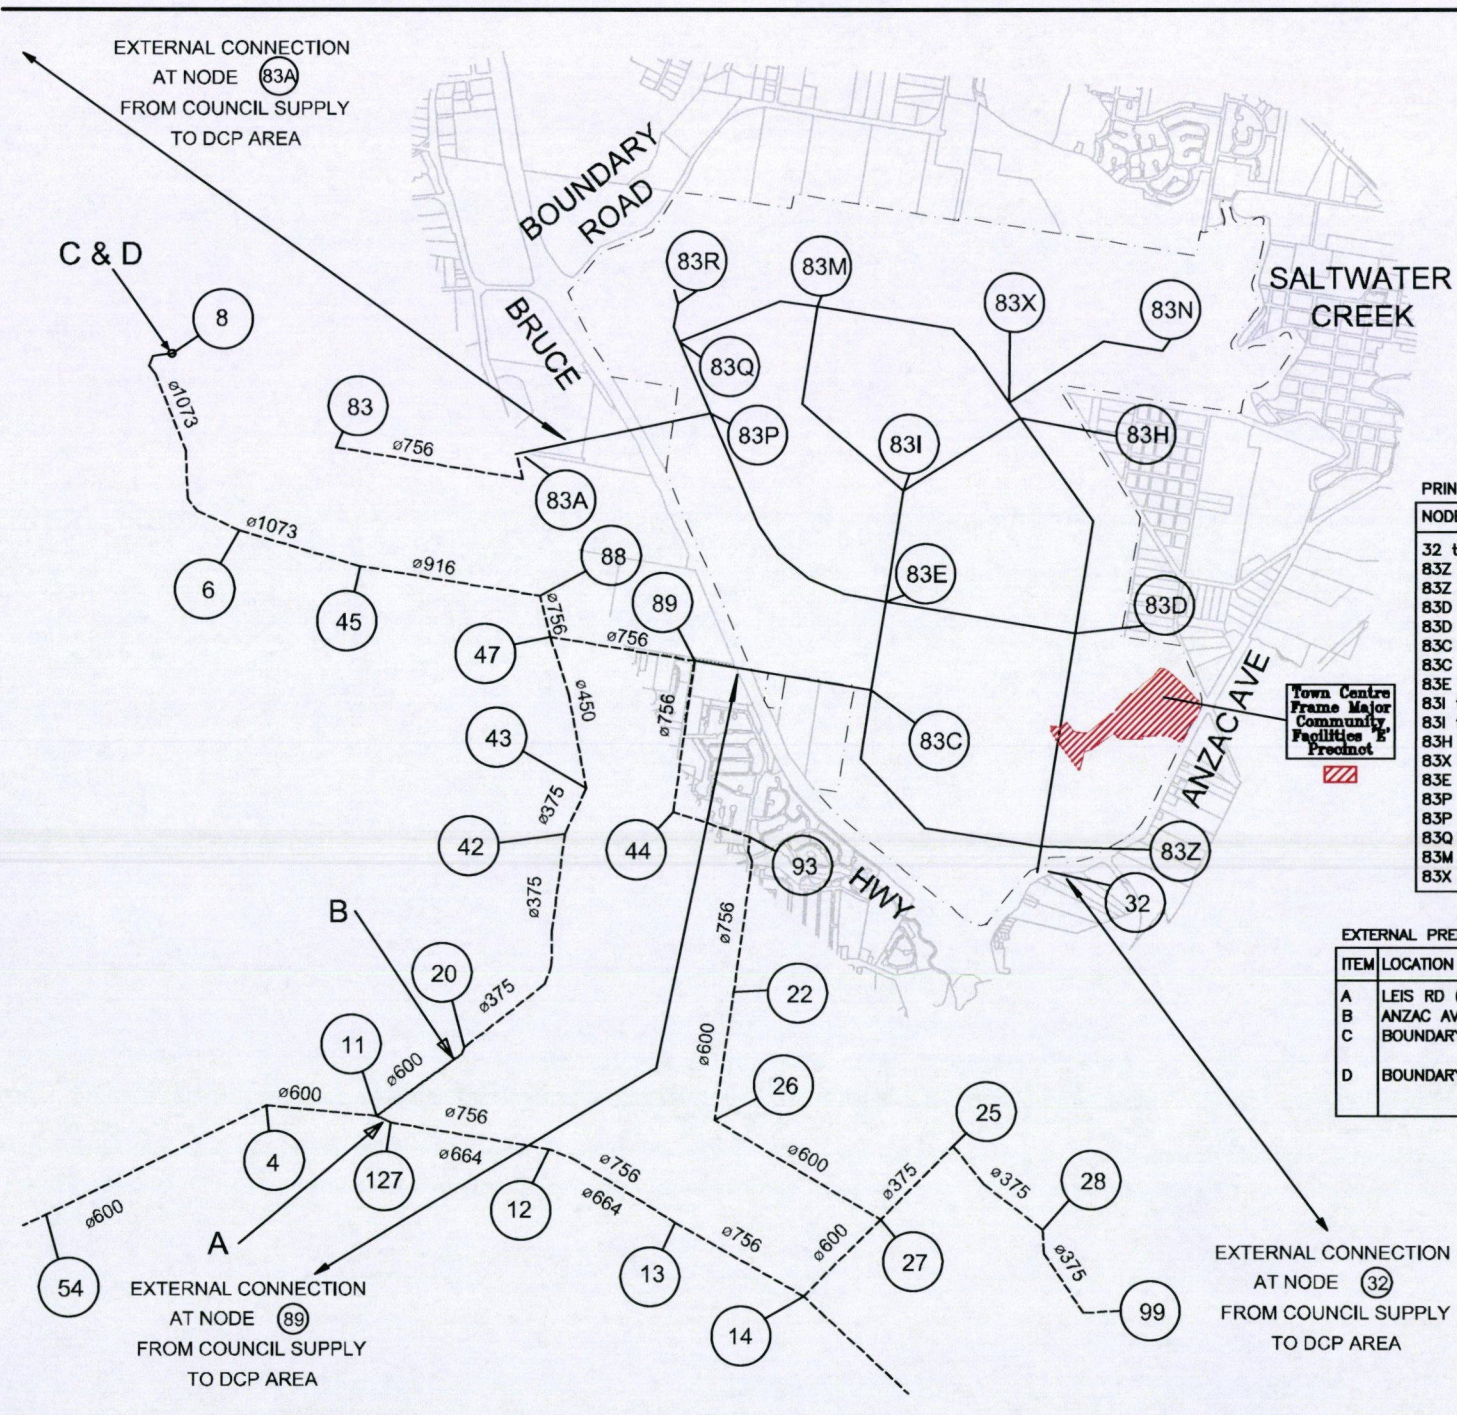 EXTERNAL CONNECTION
AT NODE 83A
FROM COUNCIL SUPPLY
TO DCP AREA
BOUNDARY
ROAD
C & D
8
83R
83M
83X
83N
SALTWATER
CREEK
BRUCE
ø1073
83
83Q
83P
83I
83H
ø756
83A
ø1073
88
ø916
6
45
89
83E
83D
ø756
47
ø756
ø450
ø756
43
83C
ANZAC AVE
Town Centre
Frame Major
Community
Facilities 'E'
Precinct
PRIN
NODE
32 t
83Z
83Z
83D
83D
83C
83C
83E
83I t
83I t
83H
83X
83E
83P
83P
83Q
83M
83X
ø375
42
44
93
HWY
83Z
32
ø375
B
ø756
20
ø375
22
EXTERNAL PRE
ITEM LOCATION
A LEIS RD (
B ANZAC AV
C BOUNDARY
D BOUNDARY
11
ø600
ø600
26
25
ø600
ø756
4
127
ø664
12
ø756
ø664
ø600
ø375
ø375
28
ø600
54
A
13
ø756
ø600
27
ø375
99
14
EXTERNAL CONNECTION
AT NODE 89
FROM COUNCIL SUPPLY
TO DCP AREA
EXTERNAL CONNECTION
AT NODE 32
FROM COUNCIL SUPPLY
TO DCP AREA